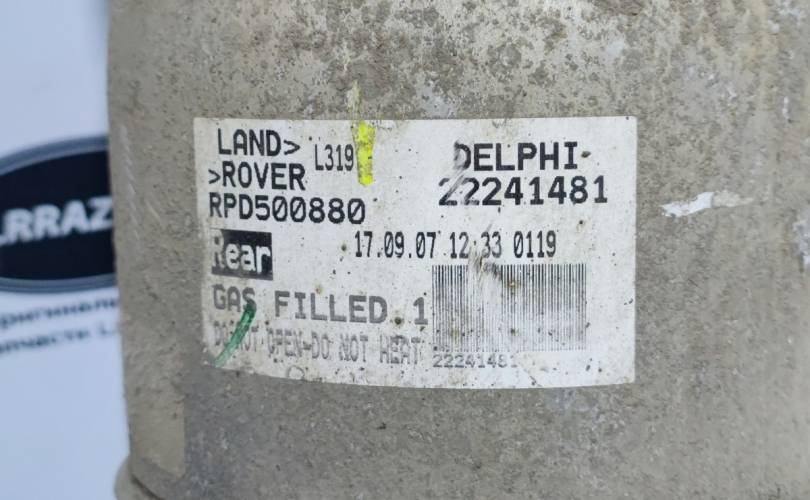 LAND> L319 DELPHI
>ROVER 22241481
RPD500880
Rear 17.09.07 12:33 0119
GAS FILLED 1
DO NOT OPEN-DO NOT HEAT
22241481
LRRAZ